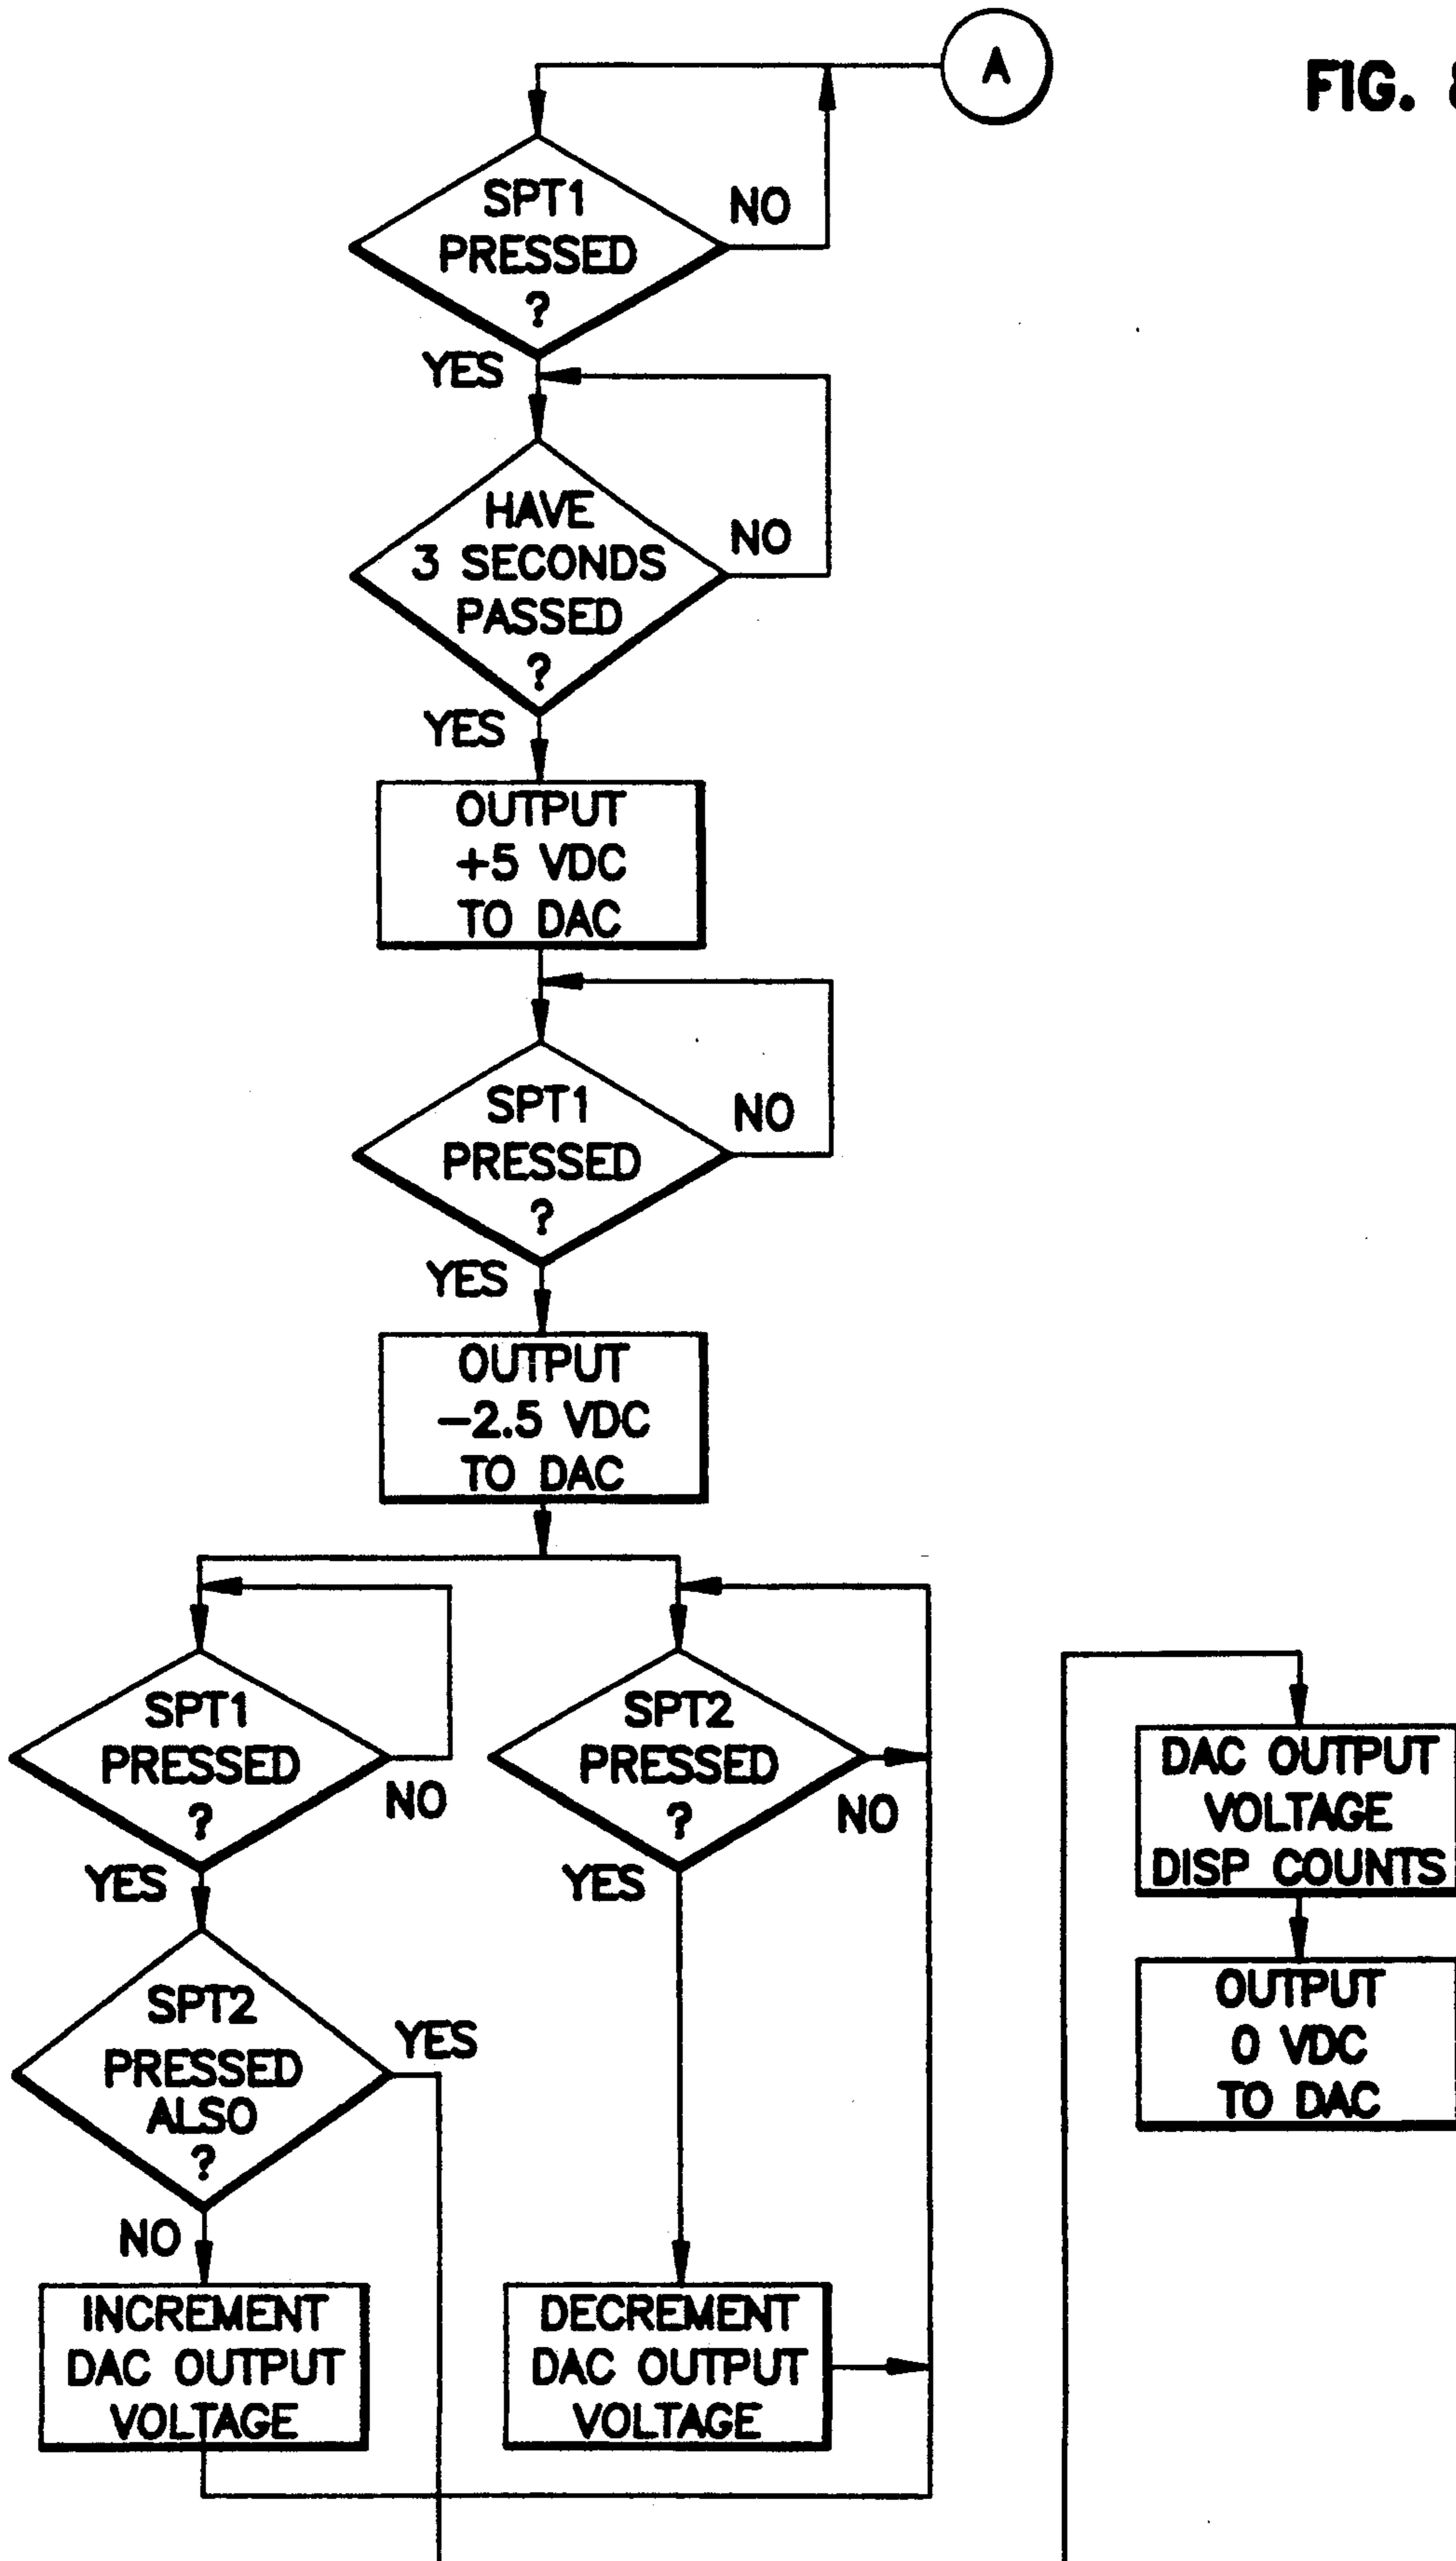 A
FIG. 8
SPT1
PRESSED
?
NO
YES
HAVE
3 SECONDS
PASSED
?
NO
YES
OUTPUT
+5 VDC
TO DAC
SPT1
PRESSED
?
NO
YES
OUTPUT
-2.5 VDC
TO DAC
SPT1
PRESSED
?
NO
YES
SPT2
PRESSED
?
NO
YES
SPT2
PRESSED
ALSO
?
YES
NO
INCREMENT
DAC OUTPUT
VOLTAGE
DECREMENT
DAC OUTPUT
VOLTAGE
DAC OUTPUT
VOLTAGE
DISP COUNTS
OUTPUT
0 VDC
TO DAC